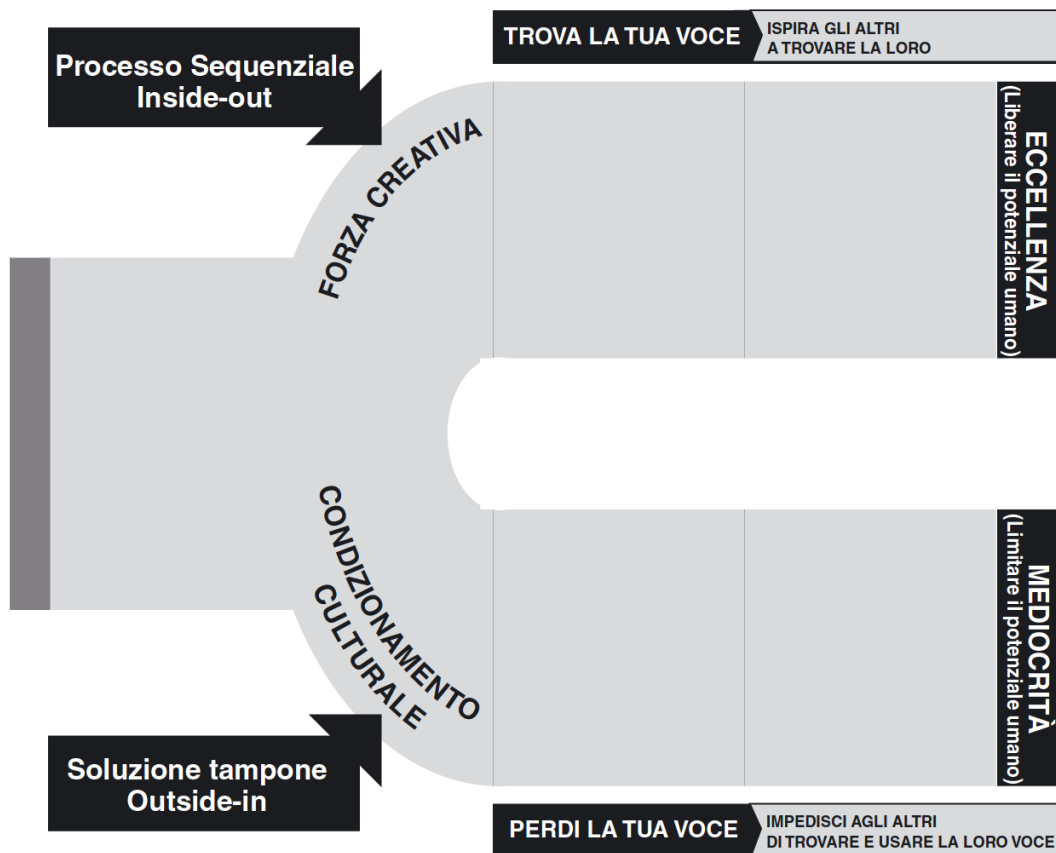 TROVA LA TUA VOCE
ISPIRA GLI ALTRI
A TROVARE LA LORO
Processo Sequenziale
Inside-out
FORZA CREATIVA
ECCELLENZA
(Liberare il potenziale umano)
CONDIZIONAMENTO
CULTURALE
MEDIOCRITÀ
(Limitare il potenziale umano)
Soluzione tampone
Outside-in
PERDI LA TUA VOCE
IMPEDISCI AGLI ALTRI
DI TROVARE E USARE LA LORO VOCE